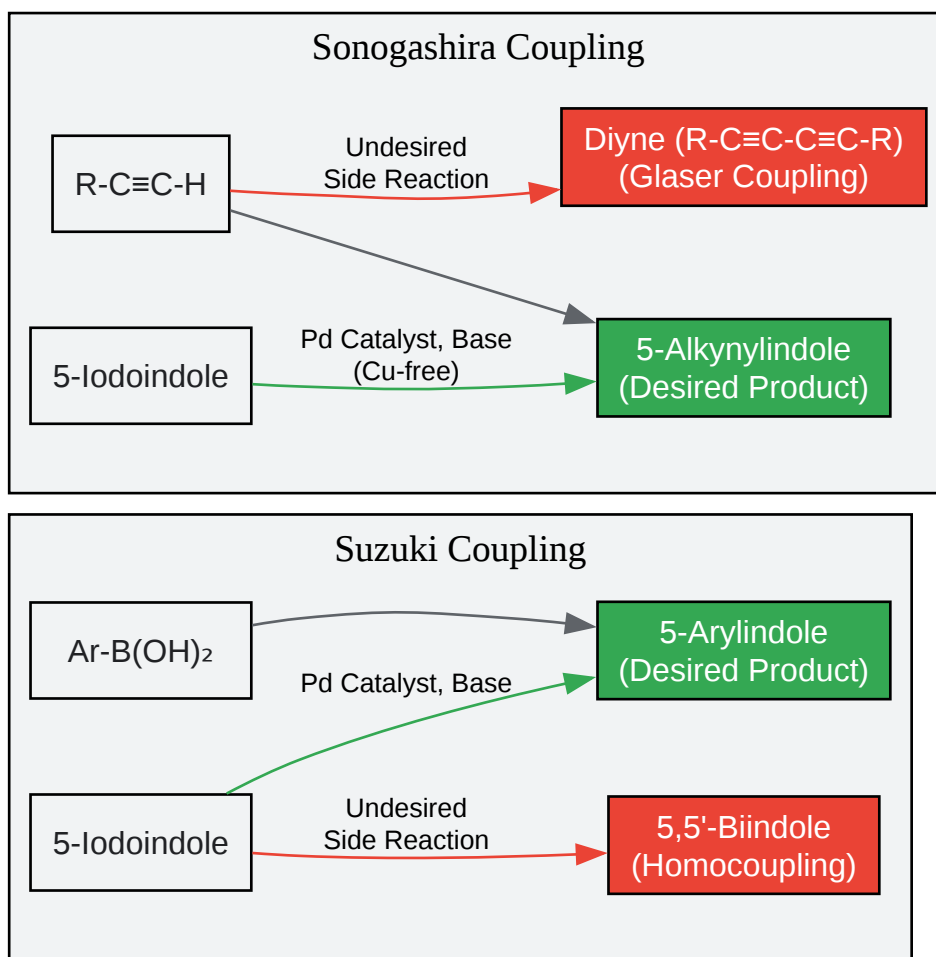 Sonogashira Coupling
R-C≡C-H
Undesired
Side Reaction
Diyne (R-C≡C-C≡C-R)
(Glaser Coupling)
5-Iodoindole
Pd Catalyst, Base
(Cu-free)
5-Alkynylindole
(Desired Product)
Suzuki Coupling
Ar-B(OH)₂
Pd Catalyst, Base
5-Arylindole
(Desired Product)
5-Iodoindole
Undesired
Side Reaction
5,5'-Biindole
(Homocoupling)